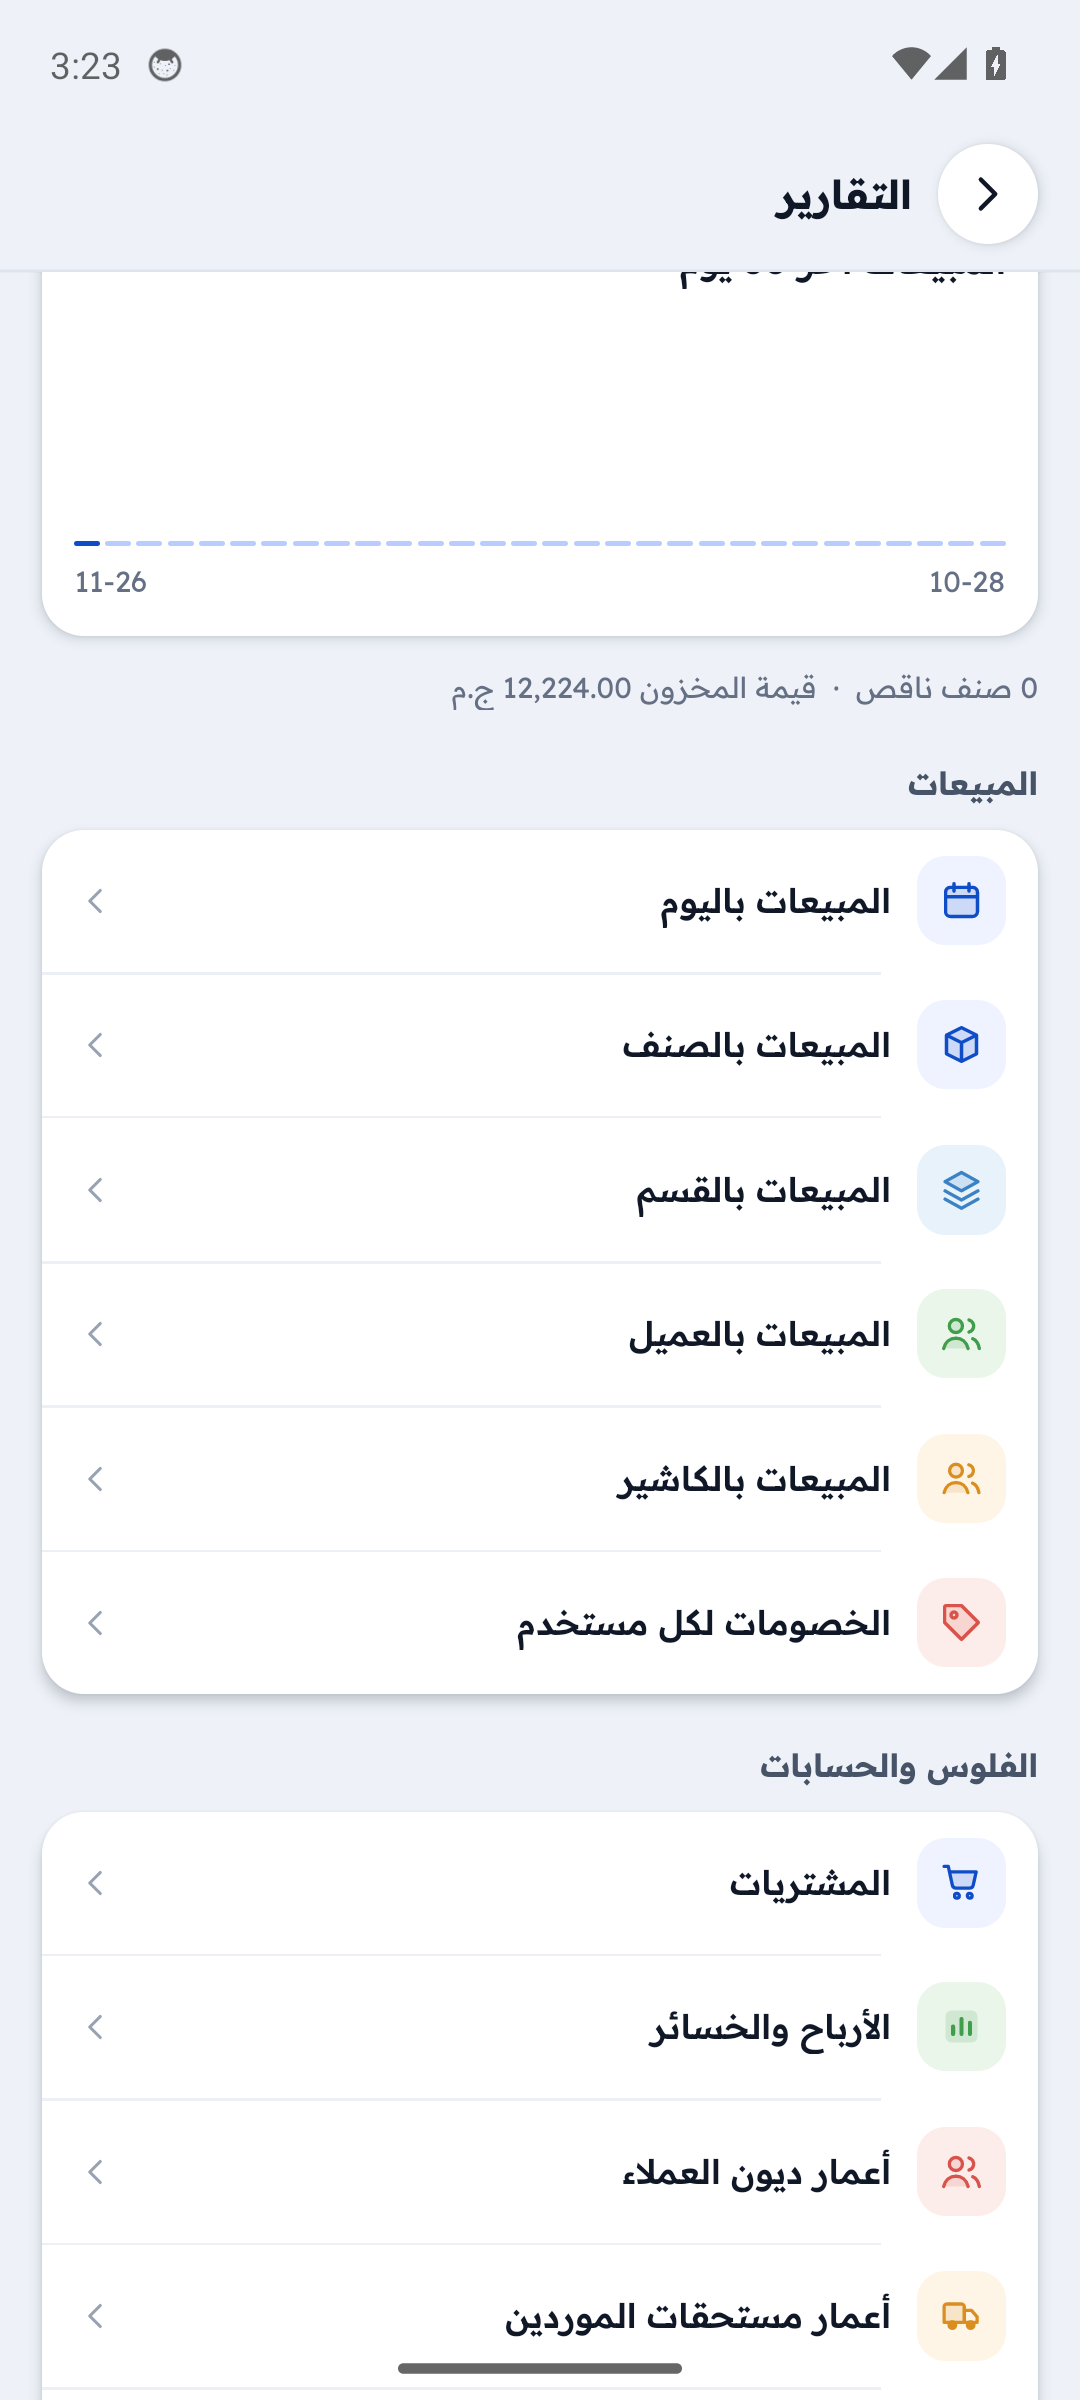 3:23
التقارير
10-28
11-26
0 صنف ناقص · قيمة المخزون 12,224.00 ج.م
المبيعات
المبيعات باليوم
المبيعات بالصنف
المبيعات بالقسم
المبيعات بالعميل
المبيعات بالكاشير
الخصومات لكل مستخدم
الفلوس والحسابات
المشتريات
الأرباح والخسائر
أعمار ديون العملاء
أعمار مستحقات الموردين